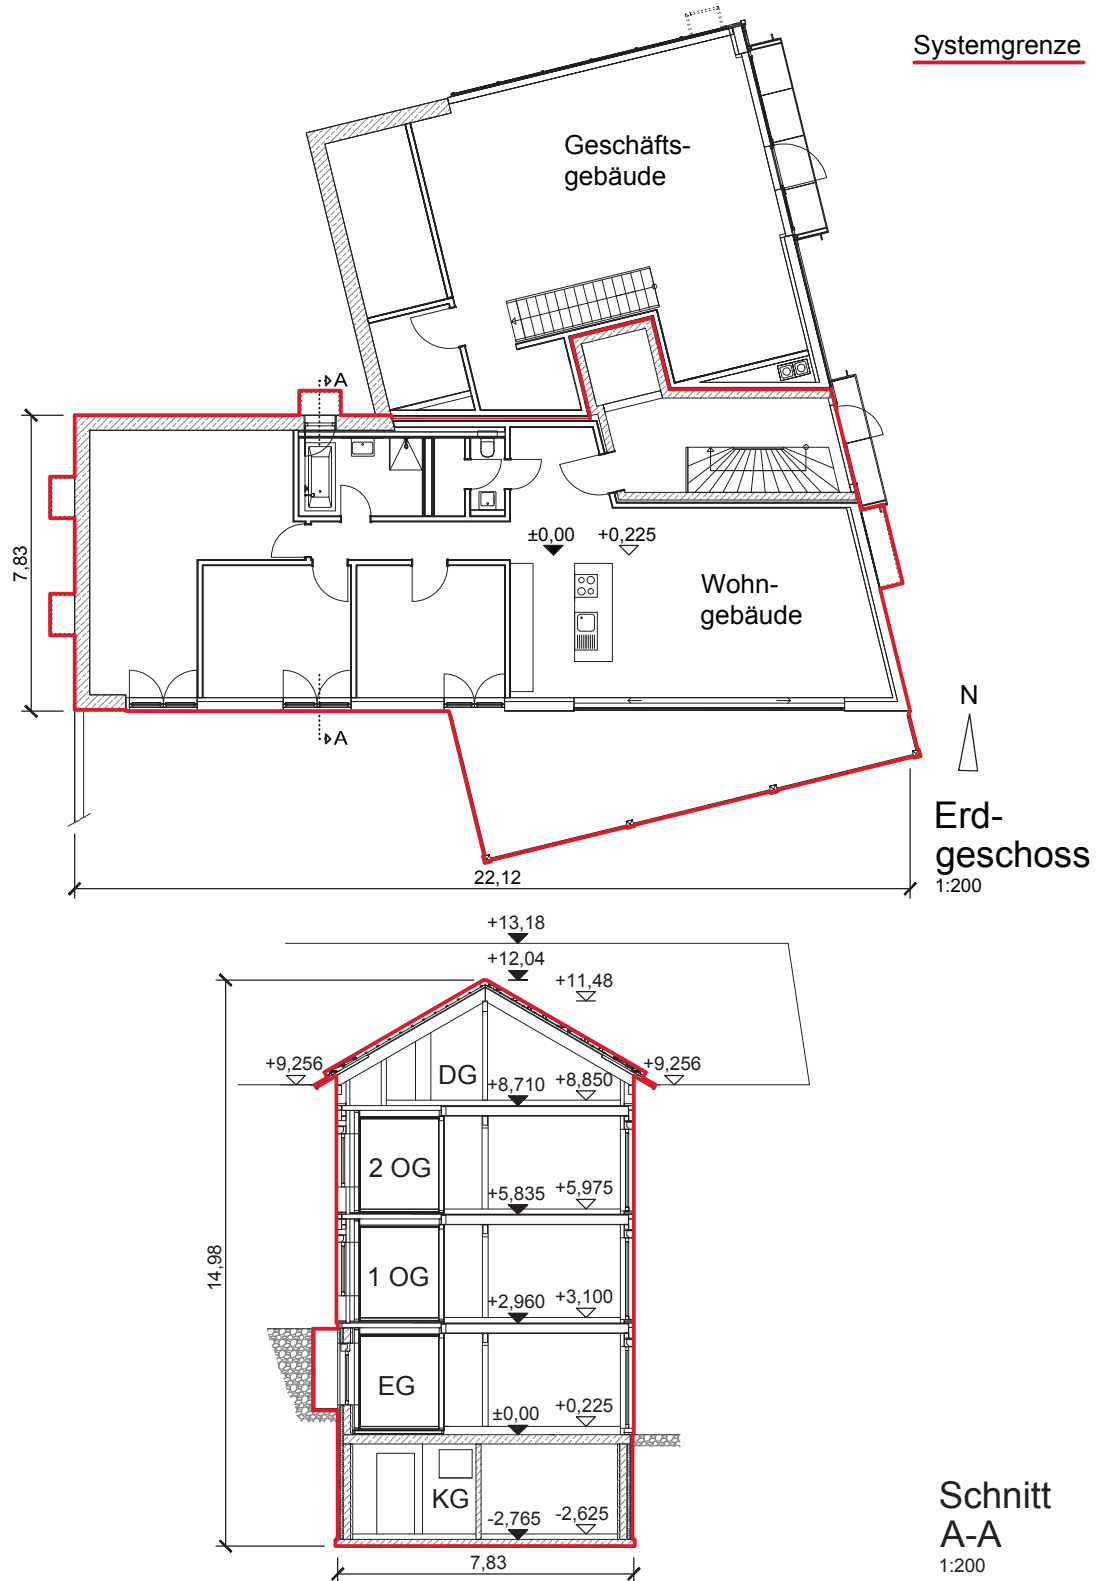 Systemgrenze
Geschäfts-
gebäude
A
7,83
±0,00 +0,225
Wohn-
gebäude
A
N
Erd-
geschoss
1:200
22,12
+13,18
+12,04
+11,48
+9,256
+9,256
DG
+8,710 +8,850
2 OG
+5,835 +5,975
14,98
1 OG
+2,960 +3,100
EG
±0,00 +0,225
KG
-2,765 -2,625
7,83
Schnitt
A-A
1:200